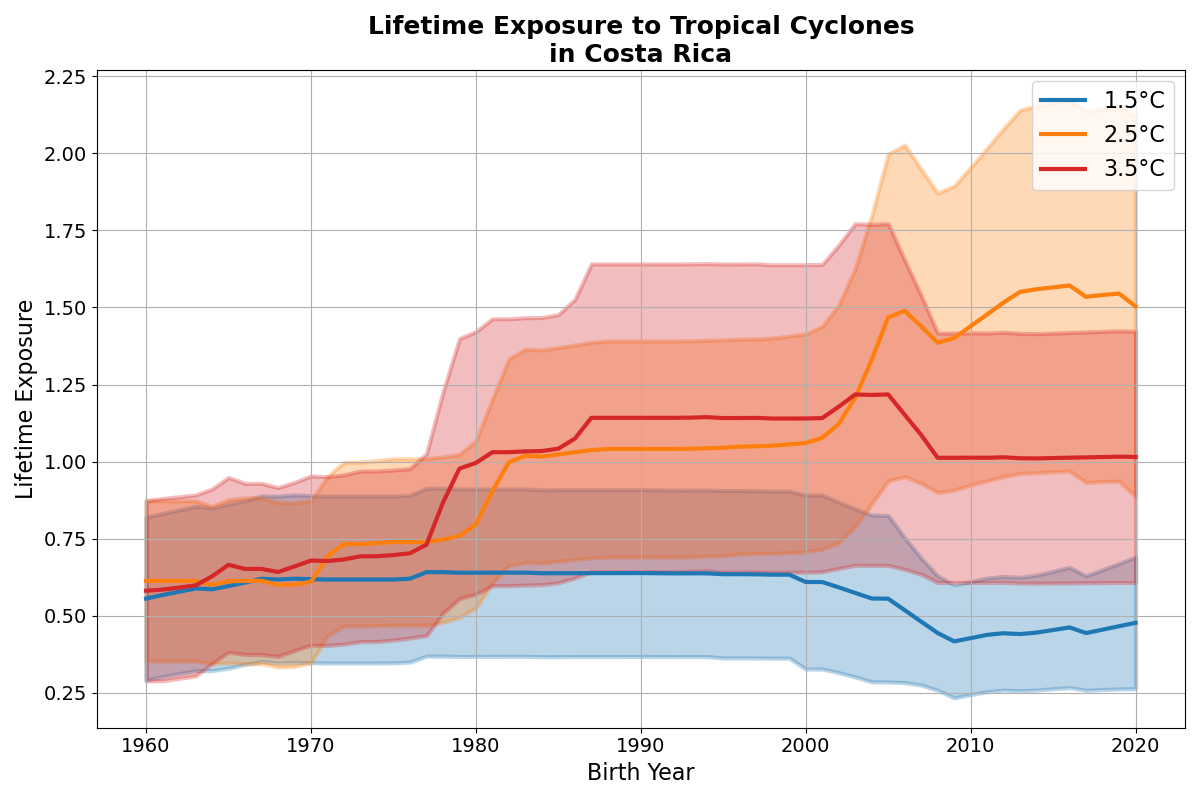 Lifetime Exposure to Tropical Cyclones
in Costa Rica
2.25
2.00
1.75
1.50
1.25
1.00
0.75
0.50
0.25
Lifetime Exposure
1.5°C
2.5°C
3.5°C
1960
1970
1980
1990
2000
2010
2020
Birth Year